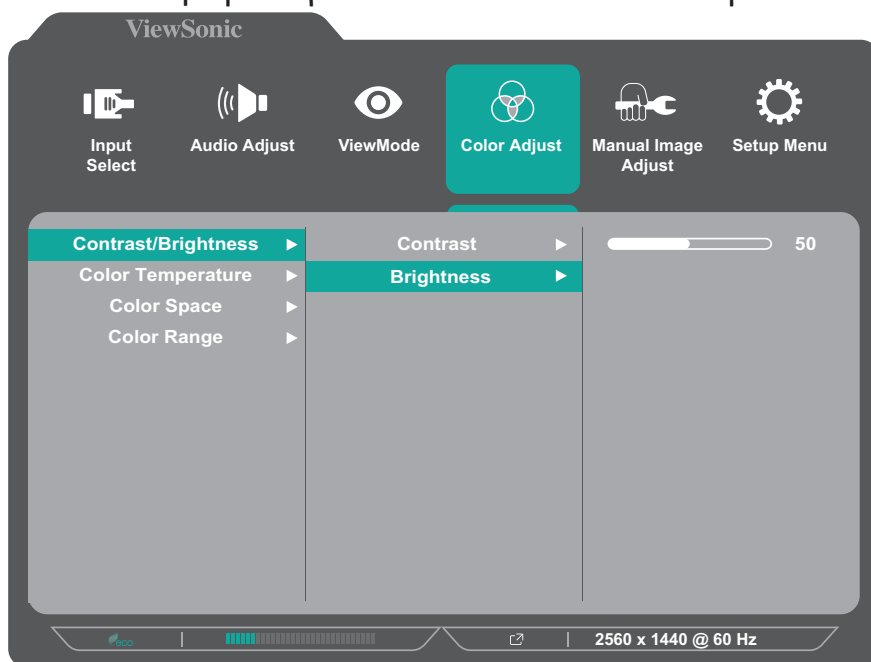 ViewSonic
Input
Select
Audio Adjust
ViewMode
Color Adjust
Manual Image
Adjust
Setup Menu
Contrast/Brightness
Contrast
50
Color Temperature
Brightness
Color Space
Color Range
eco
2560 x 1440 @ 60 Hz